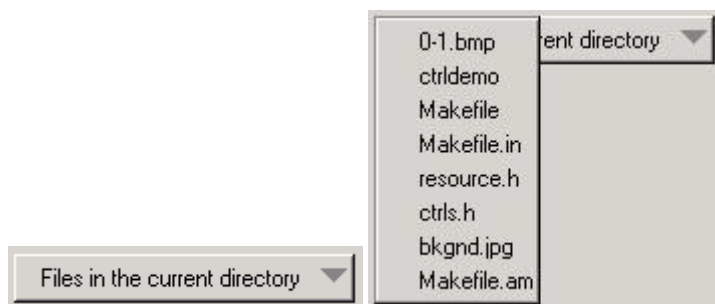 Files in the current directory
0-1.bmp
ctrldemo
Makefile
Makefile.in
resource.h
ctrls.h
bkgnd.jpg
Makefile.am
ent directory